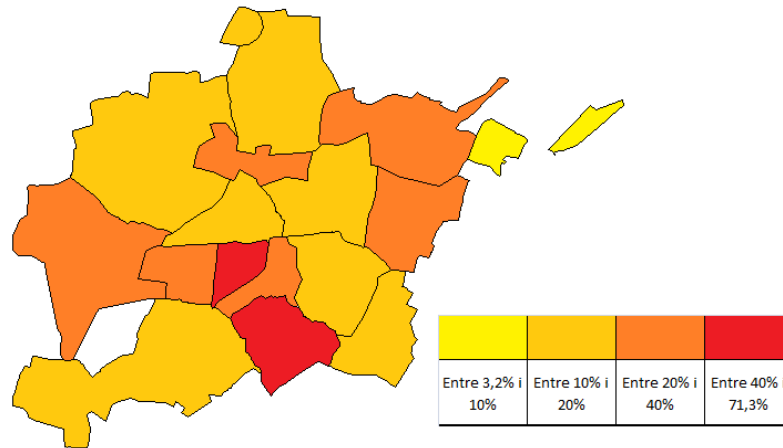 Entre 3,2% i
10%
Entre 10% i
20%
Entre 20% i
40%
Entre 40% i
71,3%